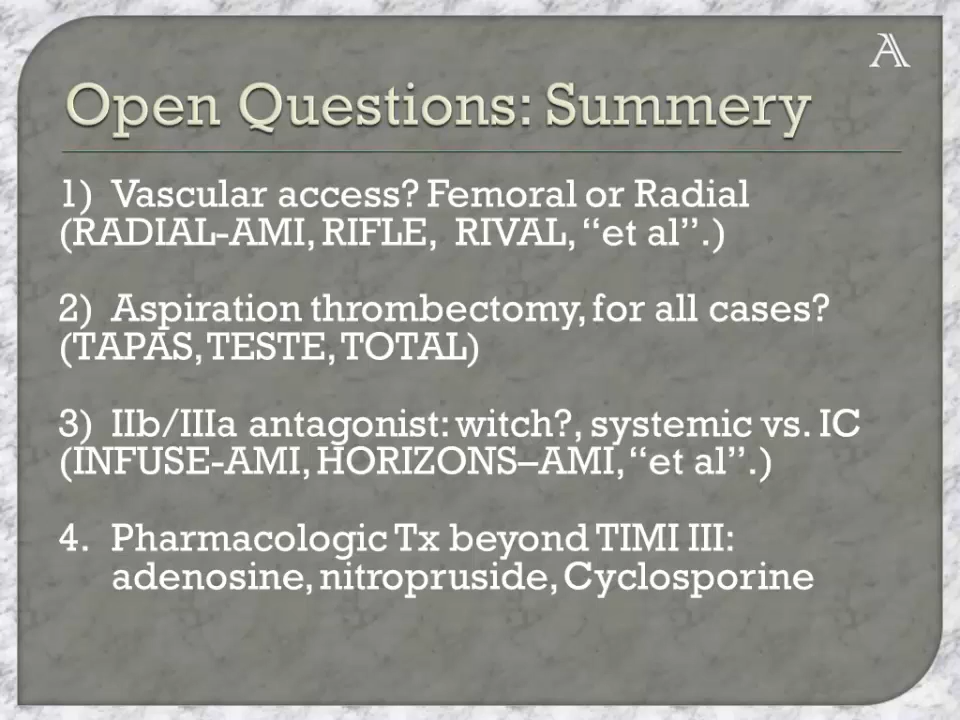 A
Open Questions: Summery
1) Vascular access? Femoral or Radial
(RADIAL-AMI, RIFLE, RIVAL, “et al”.)
2) Aspiration thrombectomy, for all cases?
(TAPAS, TESTE, TOTAL)
3) IIb/IIIa antagonist: witch?, systemic vs. IC
(INFUSE-AMI, HORIZONS–AMI, “et al”.)
4. Pharmacologic Tx beyond TIMI III:
adenosine, nitropruside, Cyclosporine